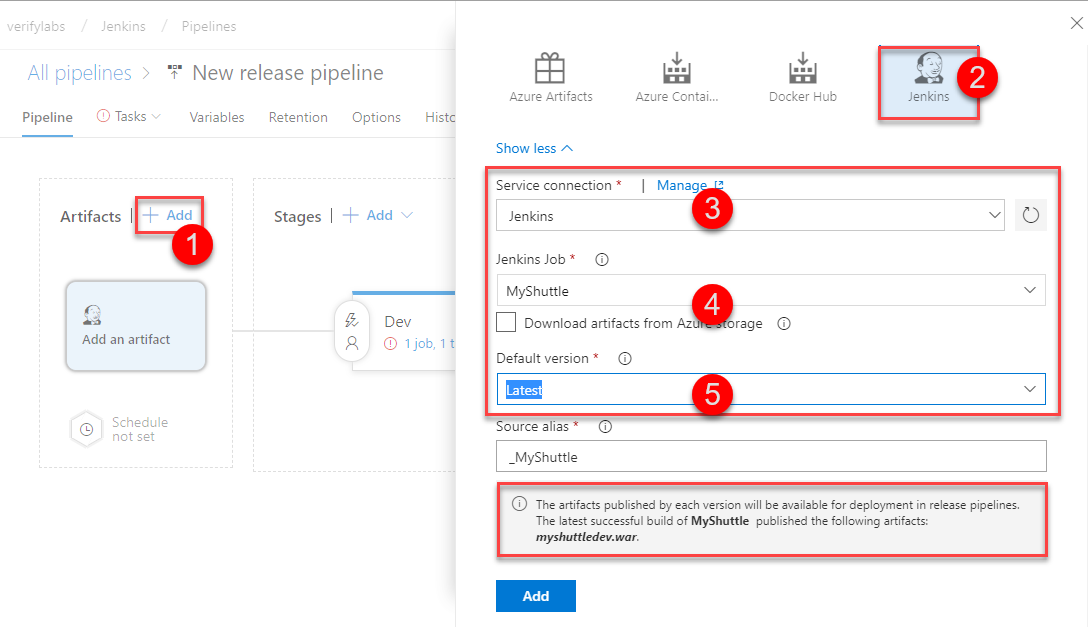 verifylabs / Jenkins / Pipelines
All pipelines > New release pipeline
Pipeline Tasks Variables Retention Options Histo
Artifacts | + Add
1
Stages | + Add
Add an artifact
Schedule
not set
Dev
1 job, 1 t
Azure Artifacts
Azure Contai...
Docker Hub
Jenkins
2
Show less
Service connection * | Manage
3
Jenkins
Jenkins Job *
MyShuttle
4
Download artifacts from Azure storage
Default version *
Latest
5
Source alias *
_MyShuttle
The artifacts published by each version will be available for deployment in release pipelines.
The latest successful build of MyShuttle published the following artifacts:
myshuttledev.war.
Add